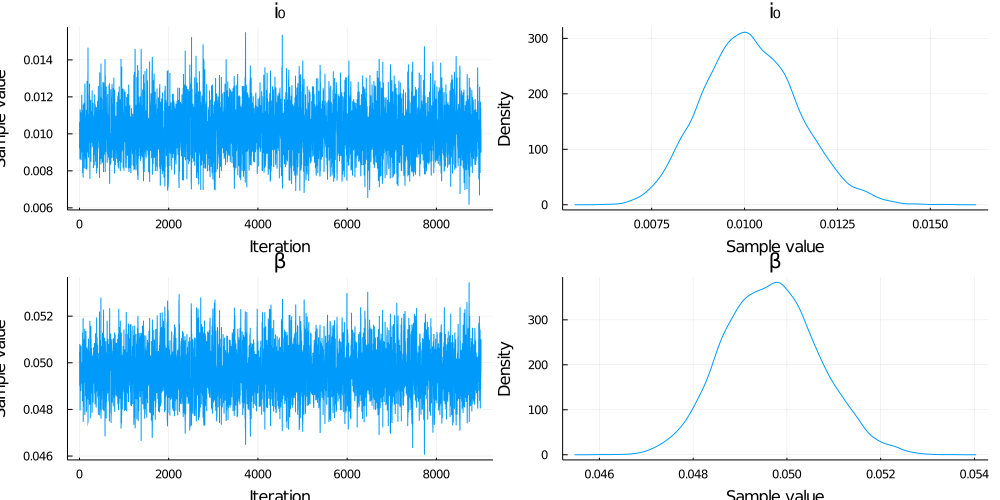 i₀
i₀
0.014
0.012
0.010
0.008
0.006
Sample value
0 2000 4000 6000 8000
Iteration
300
200
100
0
Density
0.0075 0.0100 0.0125 0.0150
Sample value
β
β
0.052
0.050
0.048
0.046
Sample value
0 2000 4000 6000 8000
Iteration
300
200
100
0
Density
0.046 0.048 0.050 0.052 0.054
Sample value